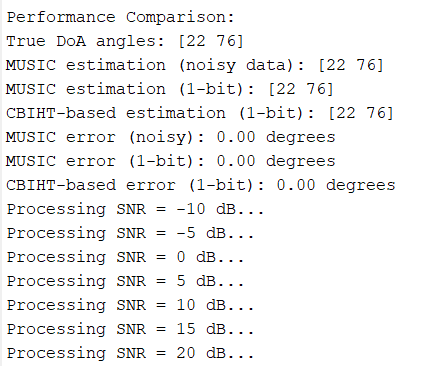 Performance Comparison:
True DoA angles: [22 76]
MUSIC estimation (noisy data): [22 76]
MUSIC estimation (1-bit): [22 76]
CBIHT-based estimation (1-bit): [22 76]
MUSIC error (noisy): 0.00 degrees
MUSIC error (1-bit): 0.00 degrees
CBIHT-based error (1-bit): 0.00 degrees
Processing SNR = -10 dB...
Processing SNR = -5 dB...
Processing SNR = 0 dB...
Processing SNR = 5 dB...
Processing SNR = 10 dB...
Processing SNR = 15 dB...
Processing SNR = 20 dB...